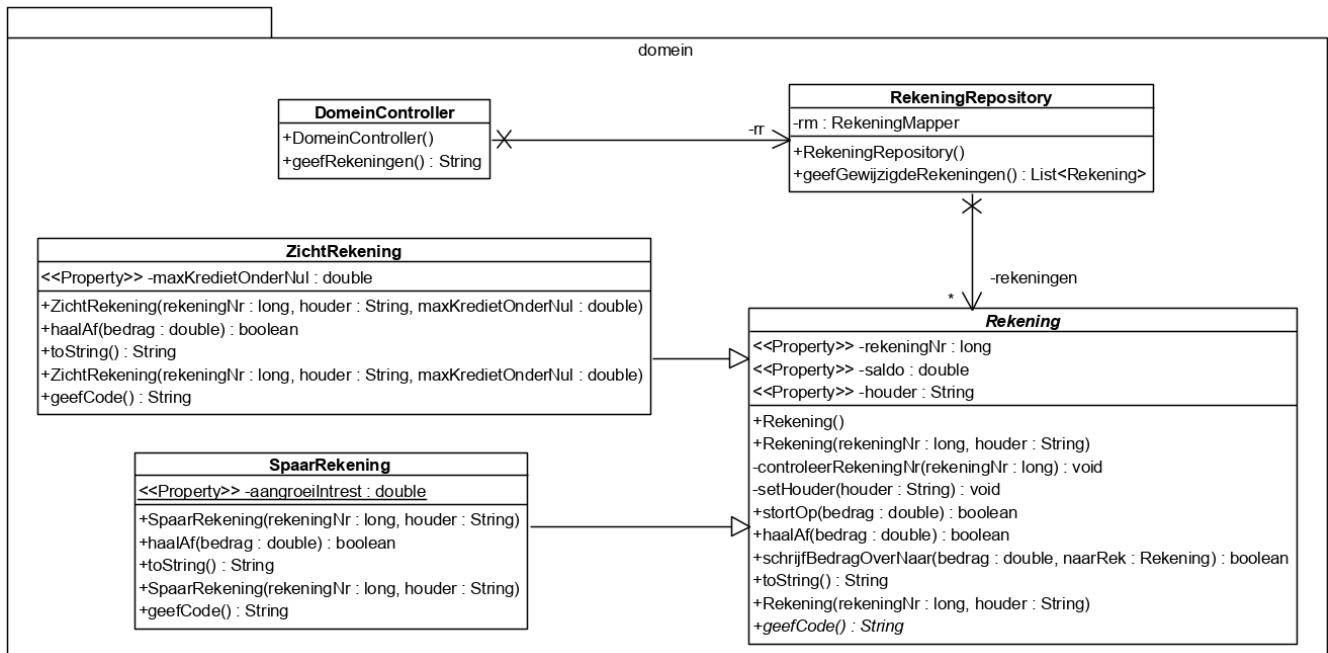 domein
DomeinController
+DomeinController()
+geefRekeningen() : String
-rr
RekeningRepository
-rm : RekeningMapper
+RekeningRepository()
+geefGewijzigdeRekeningen() : List<Rekening>
-rekeningen
*
ZichtRekening
<<Property>> -maxKredietOnderNul : double
+ZichtRekening(rekeningNr : long, houder : String, maxKredietOnderNul : double)
+haalAf(bedrag : double) : boolean
+toString() : String
+ZichtRekening(rekeningNr : long, houder : String, maxKredietOnderNul : double)
+geefCode() : String
SpaarRekening
<<Property>> -aangroeiIntrest : double
+SpaarRekening(rekeningNr : long, houder : String)
+haalAf(bedrag : double) : boolean
+toString() : String
+SpaarRekening(rekeningNr : long, houder : String)
+geefCode() : String
Rekening
<<Property>> -rekeningNr : long
<<Property>> -saldo : double
<<Property>> -houder : String
+Rekening()
+Rekening(rekeningNr : long, houder : String)
-controleerRekeningNr(rekeningNr : long) : void
-setHouder(houder : String) : void
+stortOp(bedrag : double) : boolean
+haalAf(bedrag : double) : boolean
+schrijfBedragOverNaar(bedrag : double, naarRek : Rekening) : boolean
+toString() : String
+Rekening(rekeningNr : long, houder : String)
+geefCode() : String